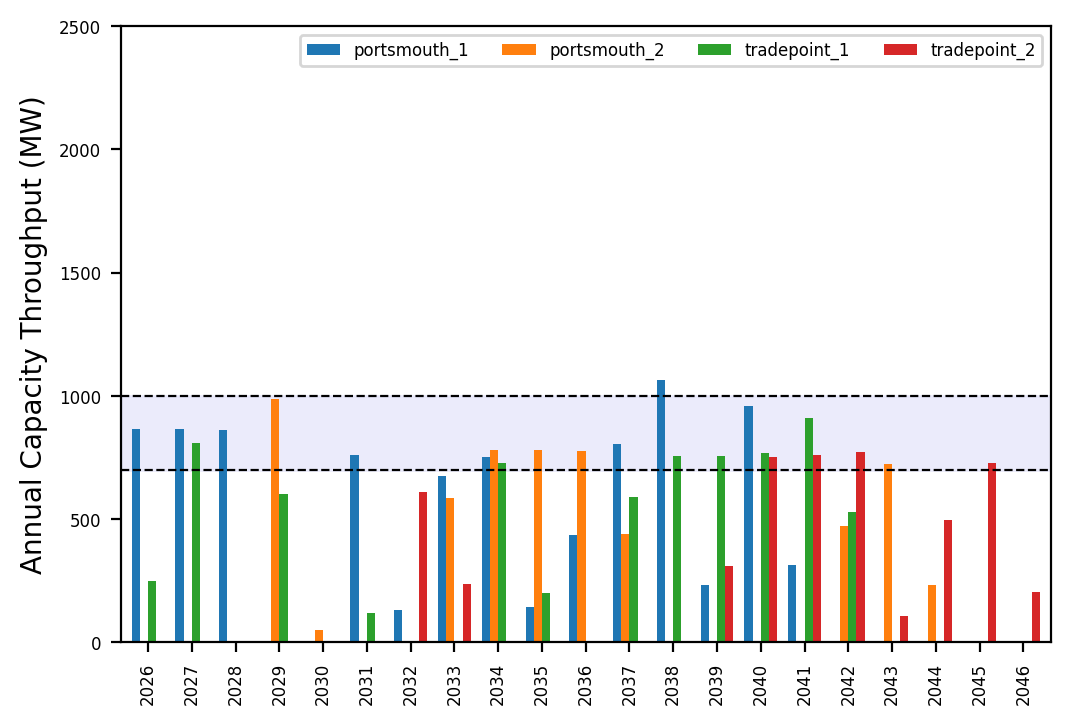 portsmouth_1 portsmouth_2 tradepoint_1 tradepoint_2
Annual Capacity Throughput (MW)
2500
2000
1500
1000
500
0
2026 2027 2028 2029 2030 2031 2032 2033 2034 2035 2036 2037 2038 2039 2040 2041 2042 2043 2044 2045 2046